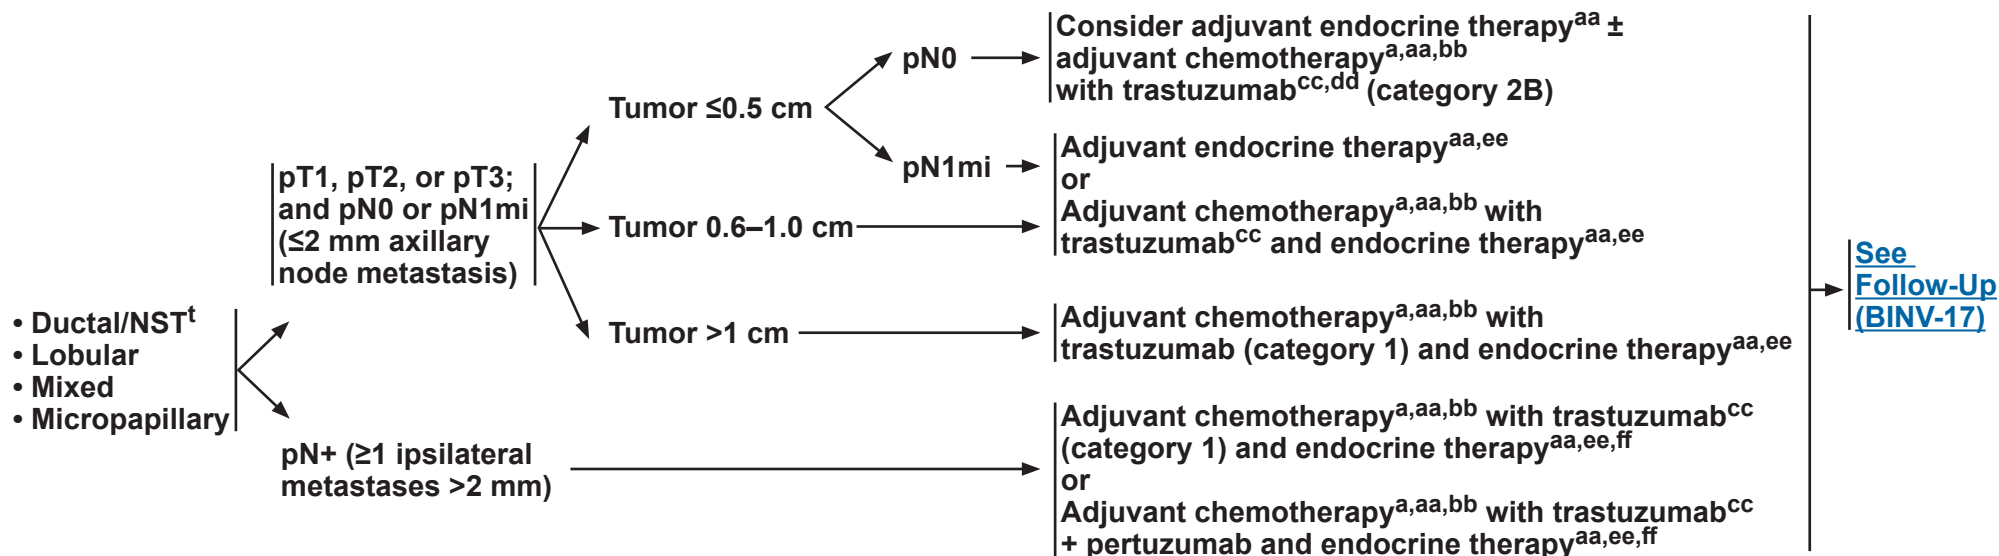 • Ductal/NSTt
• Lobular
• Mixed
• Micropapillary
pT1, pT2, or pT3;
and pN0 or pN1mi
(≤2 mm axillary
node metastasis)
pN+ (≥1 ipsilateral
metastases >2 mm)
Tumor ≤0.5 cm
Tumor 0.6–1.0 cm
Tumor >1 cm
pN0
pN1mi
Consider adjuvant endocrine therapyaa ±
adjuvant chemotherapya,aa,bb
with trastuzumabcc,dd (category 2B)
Adjuvant endocrine therapyaa,ee
or
Adjuvant chemotherapya,aa,bb with
trastuzumabcc and endocrine therapyaa,ee
Adjuvant chemotherapya,aa,bb with
trastuzumab (category 1) and endocrine therapyaa,ee
Adjuvant chemotherapya,aa,bb with trastuzumabcc
(category 1) and endocrine therapyaa,ee,ff
or
Adjuvant chemotherapya,aa,bb with trastuzumabcc
+ pertuzumab and endocrine therapyaa,ee,ff
See
Follow-Up
(BINV-17)